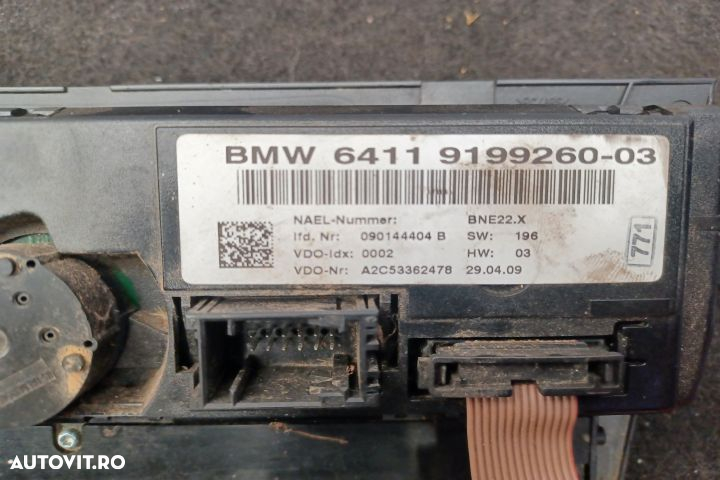 BMW 6411 9199260-03
NAEL-Nummer: BNE22.X
lfd. Nr: 090144404 B SW: 196
VDO-Idx: 0002 HW: 03
VDO-Nr: A2C53362478 29.04.09
771
AUTOVIT.RO